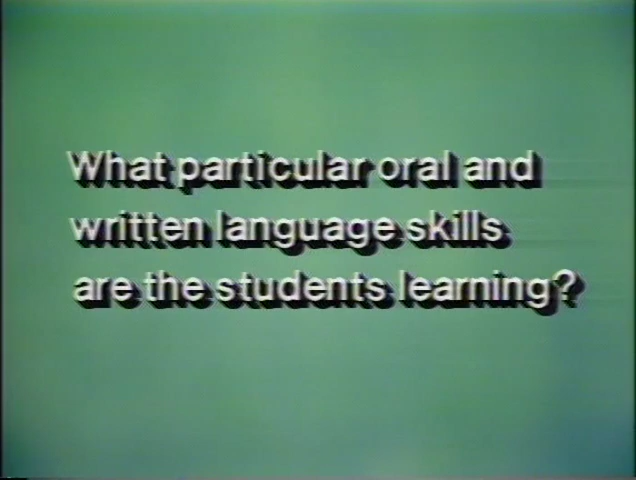 What particular oral and
written language skills
are the students learning?